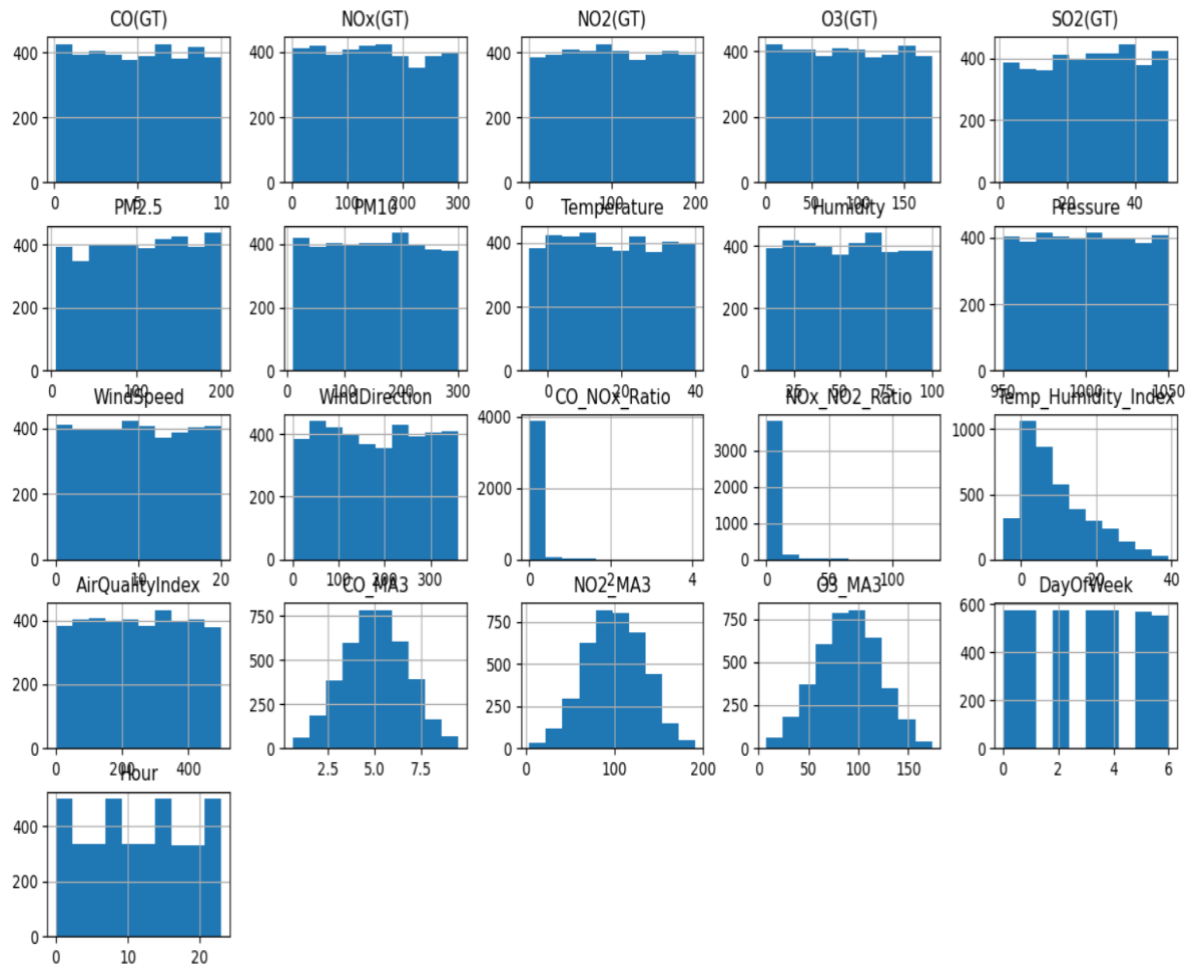 CO(GT) NOx(GT) NO2(GT) O3(GT) SO2(GT)
400 400 400 400 400
200 200 200 200 200
0 0 0 0 0
0 5 10 0 100 200 300 0 100 200 0 50 100 150 0 20 40
PM2.5 PM10 Temperature Humidity Pressure
400 400 400 400 400
200 200 200 200 200
0 0 0 0 0
0 100 200 0 100 200 300 0 20 40 25 50 75 100 950 1000 1050
WindSpeed WindDirection CO_NOx_Ratio NOx_NO2_Ratio Temp_Humidity_Index
400 400 4000 3000 1000
200 200 2000 2000 500
0 0 0 1000 0
0
0 10 20 0 100 200 300 0 2 4 0 50 100 0 20 40
AirQualityIndex CO_MA3 NO2_MA3 O3_MA3 DayOfWeek
400 750 750 750 600
200 500 500 500 400
0 250 250 250 200
0 0 0 0
0 200 400 2.5 5.0 7.5 0 100 200 0 50 100 150 0 2 4 6
Hour
400
200
0
0 10 20